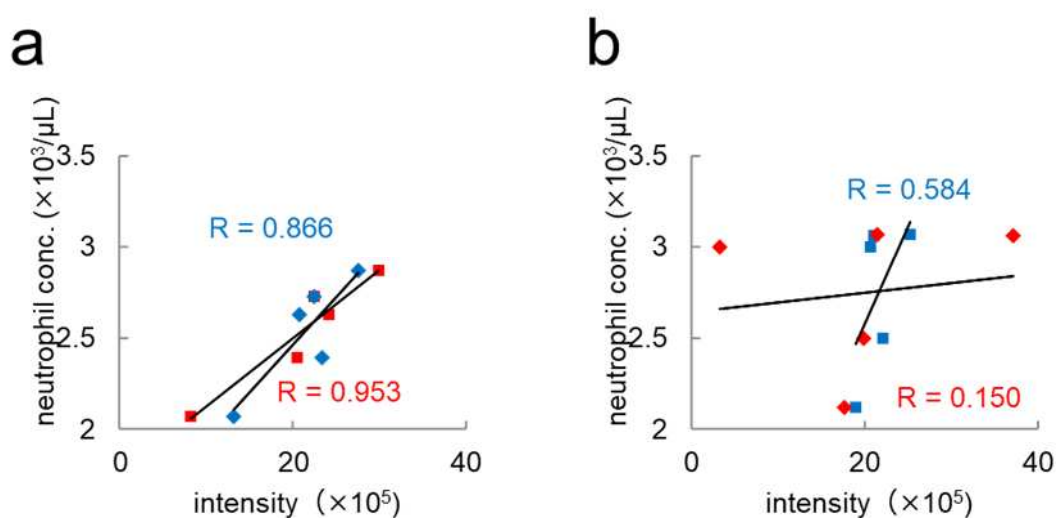 a
neutrophil conc. (×10³/μL)
3.5
3
2.5
2
R = 0.866
R = 0.953
0
20
40
intensity (×10⁵)
b
neutrophil conc. (×10³/μL)
3.5
3
2.5
2
R = 0.584
R = 0.150
0
20
40
intensity (×10⁵)